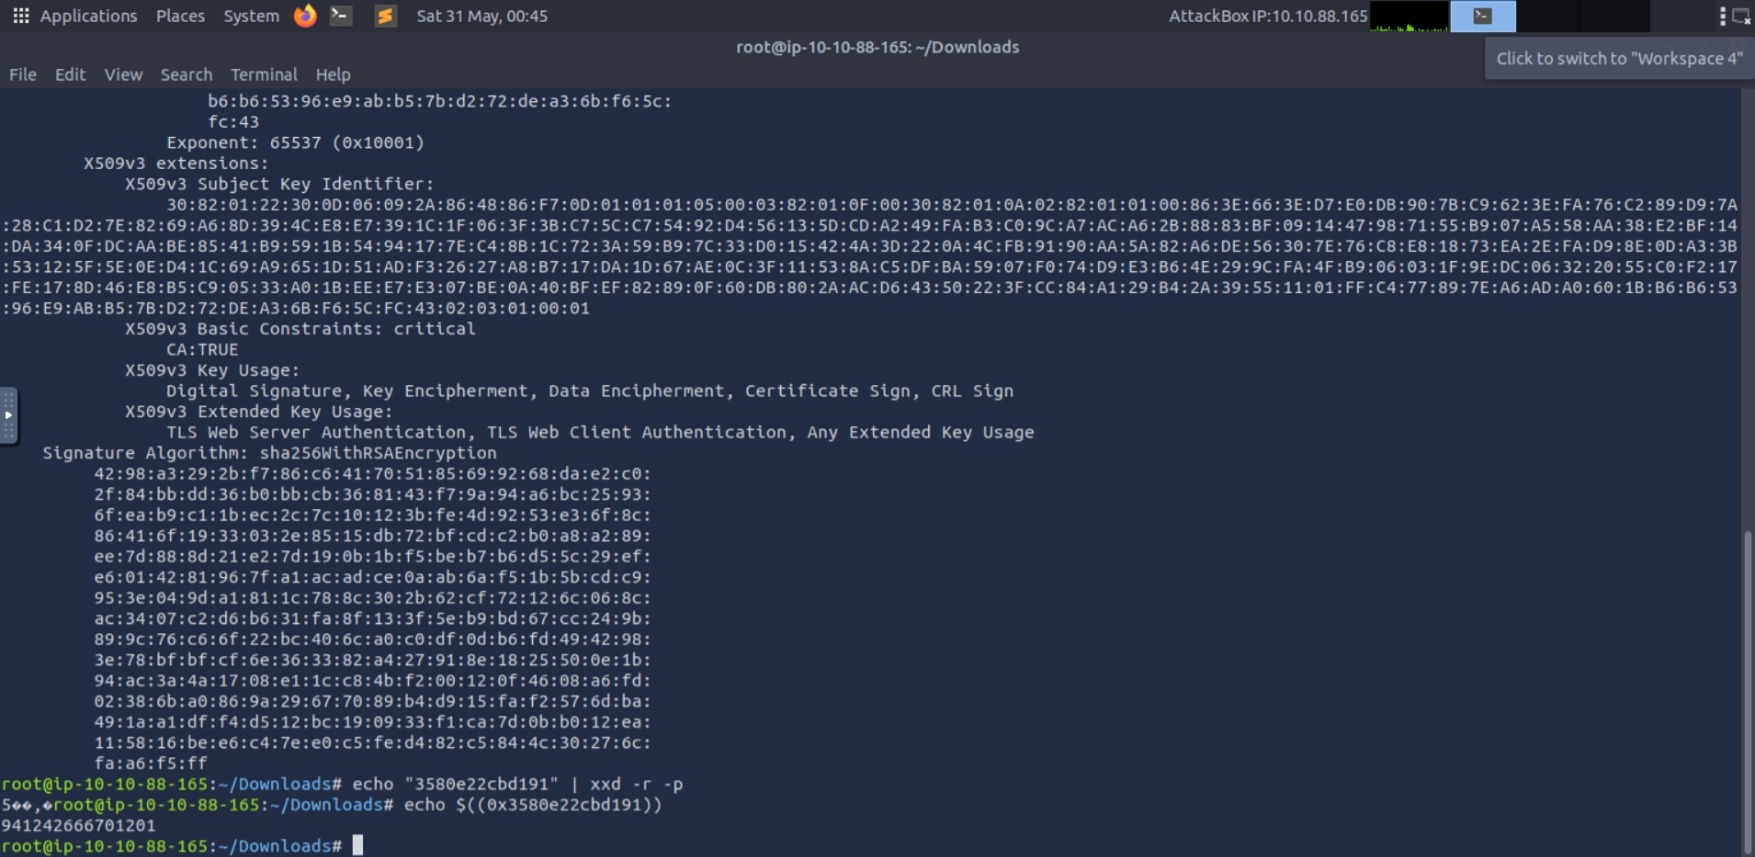 Applications Places System Sat 31 May, 00:45 AttackBox IP:10.10.88.165
root@ip-10-10-88-165: ~/Downloads
Click to switch to "Workspace 4"
File Edit View Search Terminal Help
b6:b6:53:96:e9:ab:b5:7b:d2:72:de:a3:6b:f6:5c:
fc:43
Exponent: 65537 (0x10001)
X509v3 extensions:
X509v3 Subject Key Identifier:
30:82:01:22:30:0D:06:09:2A:86:48:86:F7:0D:01:01:01:05:00:03:82:01:0F:00:30:82:01:0A:02:82:01:01:00:86:3E:66:3E:D7:E0:DB:90:7B:C9:62:3E:FA:76:C2:89:D9:7A
:28:C1:D2:7E:82:69:A6:8D:39:4C:E8:E7:39:1C:1F:06:3F:3B:C7:5C:C7:54:92:D4:56:13:5D:CD:A2:49:FA:B3:C0:9C:A7:AC:A6:2B:88:83:BF:09:14:47:98:71:55:B9:07:A5:58:AA:38:E2:BF:14
:DA:34:0F:DC:AA:BE:85:41:B9:59:1B:54:94:17:7E:C4:8B:1C:72:3A:59:B9:7C:33:D0:15:42:4A:3D:22:0A:4C:FB:91:90:AA:5A:82:A6:DE:56:30:7E:76:C8:E8:18:73:EA:2E:FA:D9:8E:0D:A3:3B
:53:12:5F:5E:0E:D4:1C:69:A9:65:1D:51:AD:F3:26:27:A8:B7:17:DA:1D:67:AE:0C:3F:11:53:8A:C5:DF:BA:59:07:F0:74:D9:E3:B6:4E:29:9C:FA:4F:B9:06:03:1F:9E:DC:06:32:20:55:C0:F2:17
:FE:17:8D:46:E8:B5:C9:05:33:A0:1B:EE:E7:E3:07:BE:0A:40:BF:EF:82:89:0F:60:DB:80:2A:AC:D6:43:50:22:3F:CC:84:A1:29:B4:2A:39:55:11:01:FF:C4:77:89:7E:A6:AD:A0:60:1B:B6:B6:53
:96:E9:AB:B5:7B:D2:72:DE:A3:6B:F6:5C:FC:43:02:03:01:00:01
X509v3 Basic Constraints: critical
CA:TRUE
X509v3 Key Usage:
Digital Signature, Key Encipherment, Data Encipherment, Certificate Sign, CRL Sign
X509v3 Extended Key Usage:
TLS Web Server Authentication, TLS Web Client Authentication, Any Extended Key Usage
Signature Algorithm: sha256WithRSAEncryption
42:98:a3:29:2b:f7:86:c6:41:70:51:85:69:92:68:da:e2:c0:
2f:84:bb:dd:36:b0:bb:cb:36:81:43:f7:9a:94:a6:bc:25:93:
6f:ea:b9:c1:1b:ec:2c:7c:10:12:3b:fe:4d:92:53:e3:6f:8c:
86:41:6f:19:33:03:2e:85:15:db:72:bf:cd:c2:b0:a8:a2:89:
ee:7d:88:8d:21:e2:7d:19:0b:1b:f5:be:b7:b6:d5:5c:29:ef:
e6:01:42:81:96:7f:a1:ac:ad:ce:0a:ab:6a:f5:1b:5b:cd:c9:
95:3e:04:9d:a1:81:1c:78:8c:30:2b:62:cf:72:12:6c:06:8c:
ac:34:07:c2:d6:b6:31:fa:8f:13:3f:5e:b9:bd:67:cc:24:9b:
89:9c:76:c6:6f:22:bc:40:6c:a0:c0:df:0d:b6:fd:49:42:98:
3e:78:bf:bf:cf:6e:36:33:82:a4:27:91:8e:18:25:50:0e:1b:
94:ac:3a:4a:17:08:e1:1c:c8:4b:f2:00:12:0f:46:08:a6:fd:
02:38:6b:a0:86:9a:29:67:70:89:b4:d9:15:fa:f2:57:6d:ba:
49:1a:a1:df:f4:d5:12:bc:19:09:33:f1:ca:7d:0b:b0:12:ea:
11:58:16:be:e6:c4:7e:e0:c5:fe:d4:82:c5:84:4c:30:27:6c:
fa:a6:f5:ff
root@ip-10-10-88-165:~/Downloads# echo "3580e22cbd191" | xxd -r -p
5��,�root@ip-10-10-88-165:~/Downloads# echo $((0x3580e22cbd191))
941242666701201
root@ip-10-10-88-165:~/Downloads#